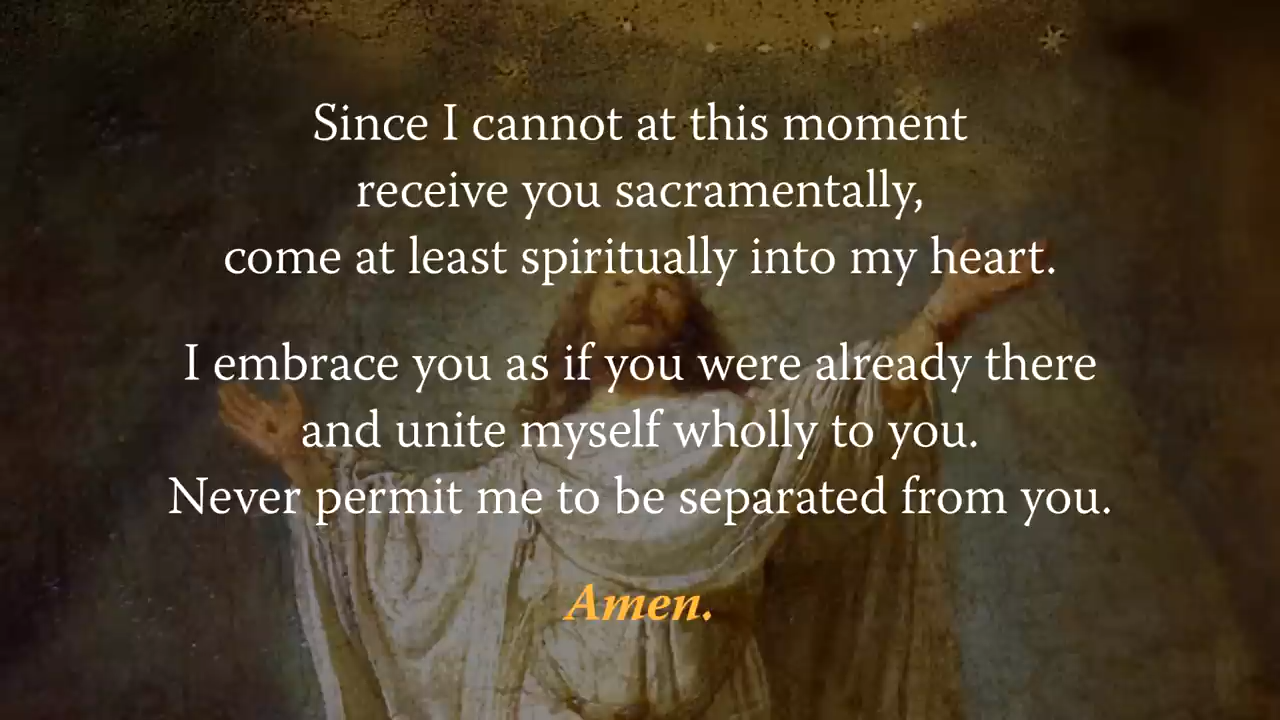 Since I cannot at this moment
receive you sacramentally,
come at least spiritually into my heart.
I embrace you as if you were already there
and unite myself wholly to you.
Never permit me to be separated from you.
Amen.